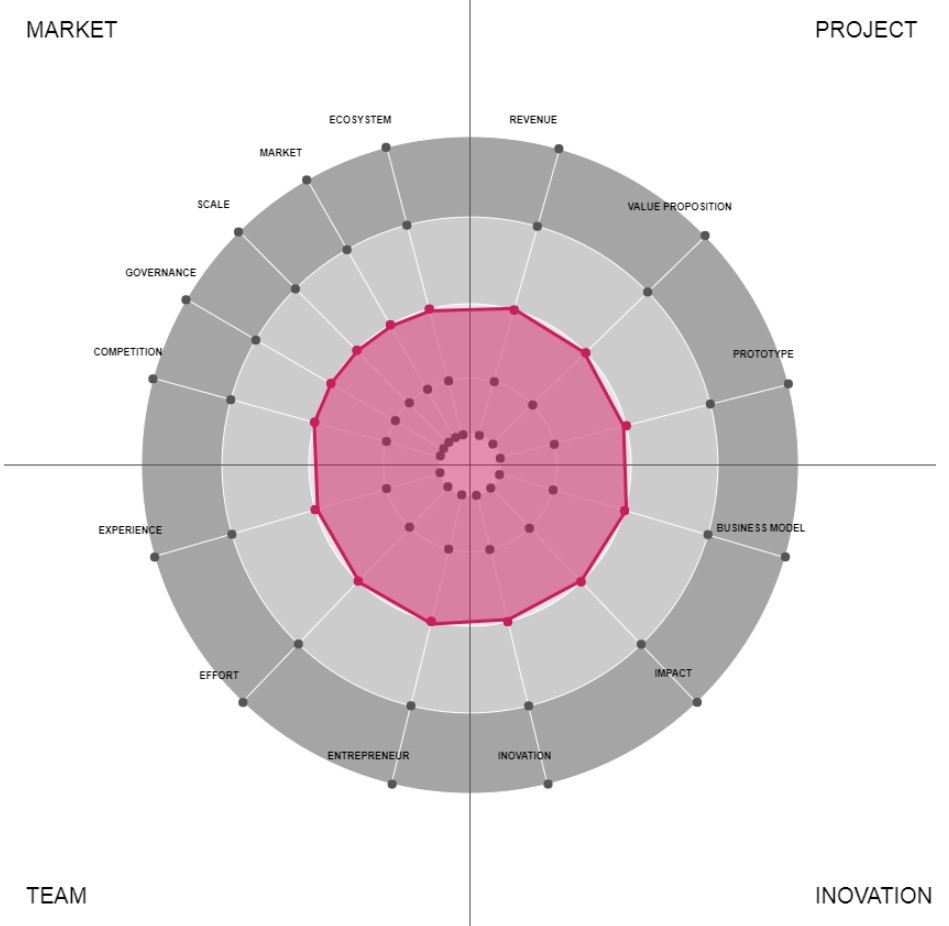 MARKET
PROJECT
ECOSYSTEM
REVENUE
MARKET
SCALE
VALUE PROPOSITION
GOVERNANCE
COMPETITION
PROTOTYPE
EXPERIENCE
BUSINESS MODEL
EFFORT
IMPACT
ENTREPRENEUR
INOVATION
TEAM
INOVATION